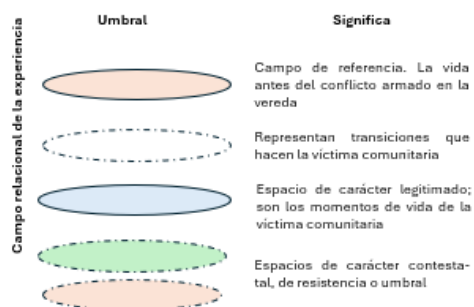 Umbral
Significa
Campo relacional de la experiencia
Campo de referencia. La vida
antes del conflicto armado en la
vereda
Representan transiciones que
hacen la víctima comunitaria
Espacio de carácter legitimado;
son los momentos de vida de la
víctima comunitaria
Espacios de carácter contesta-
tal, de resistencia o umbral